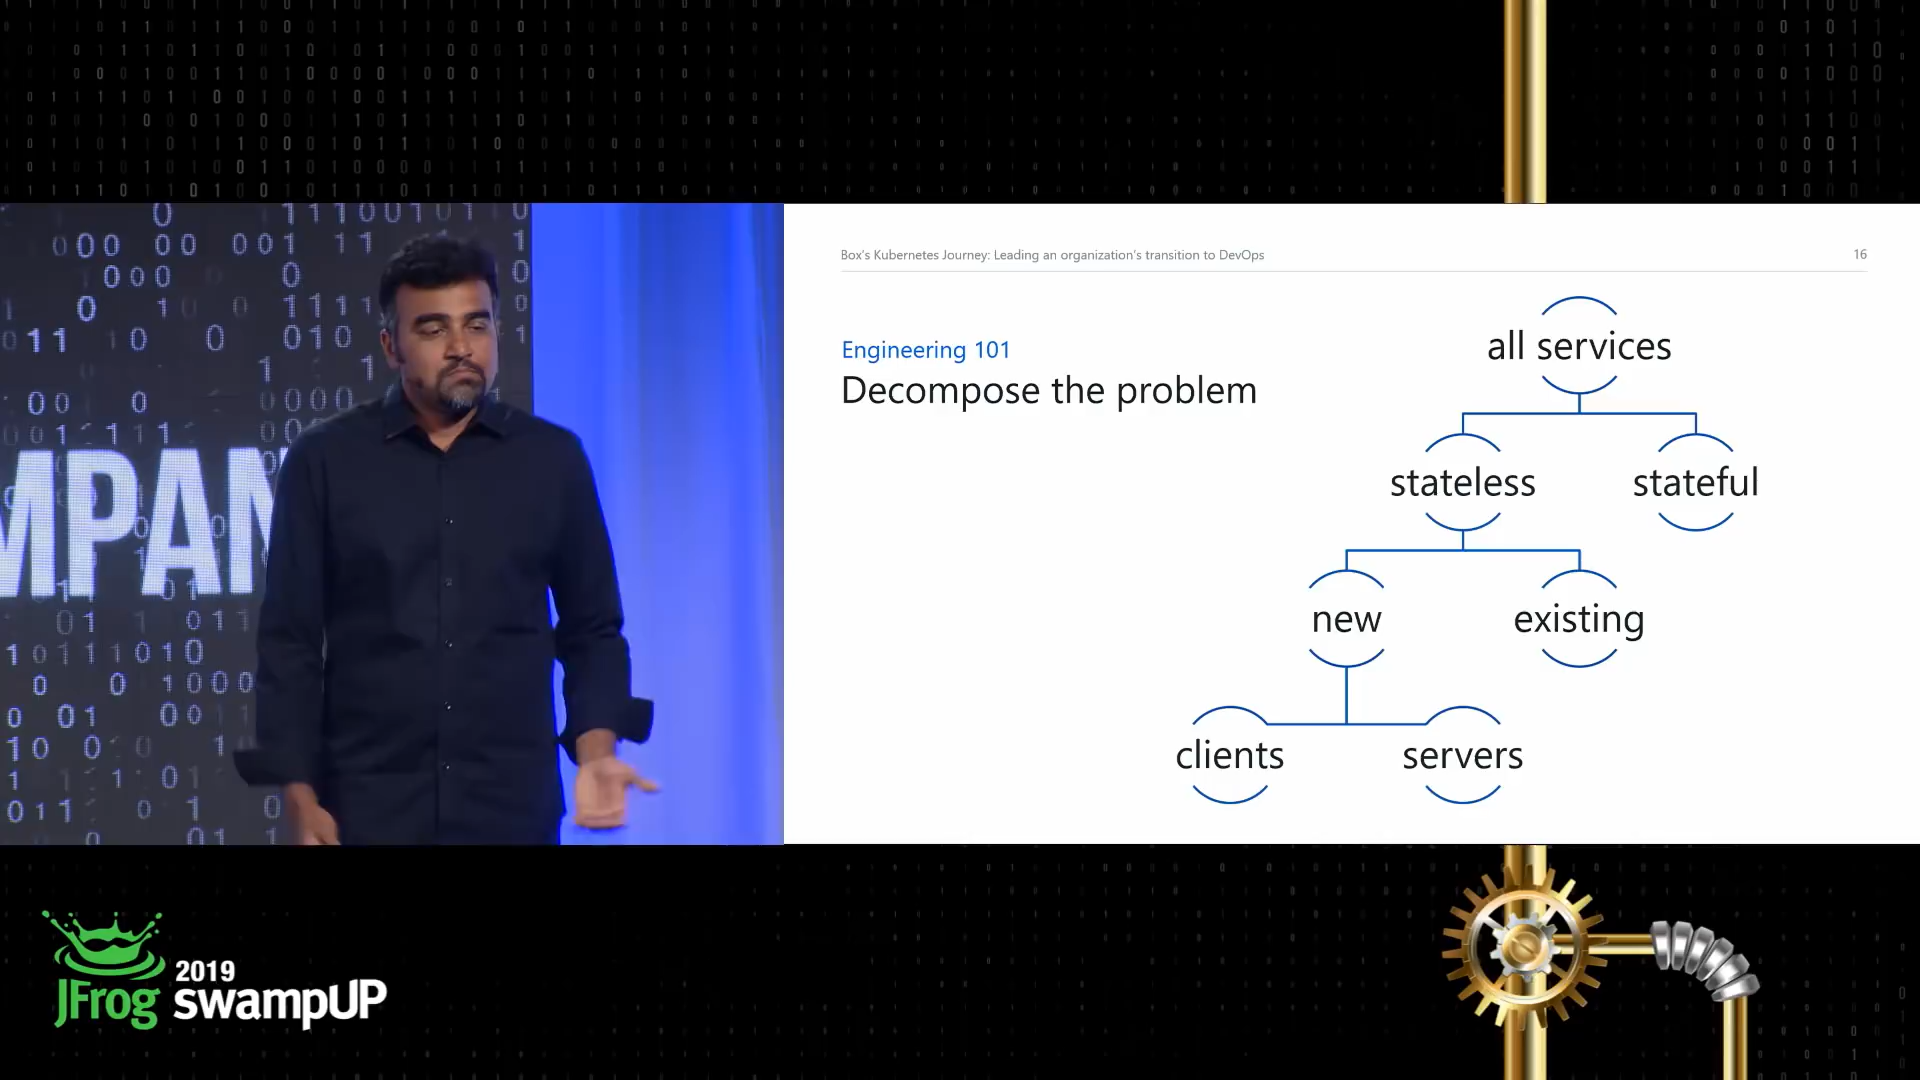 MPAN
Box's Kubernetes Journey: Leading an organization's transition to DevOps
16
Engineering 101
Decompose the problem
all services
stateless
stateful
new
existing
clients
servers
JFrog
2019
swampUP